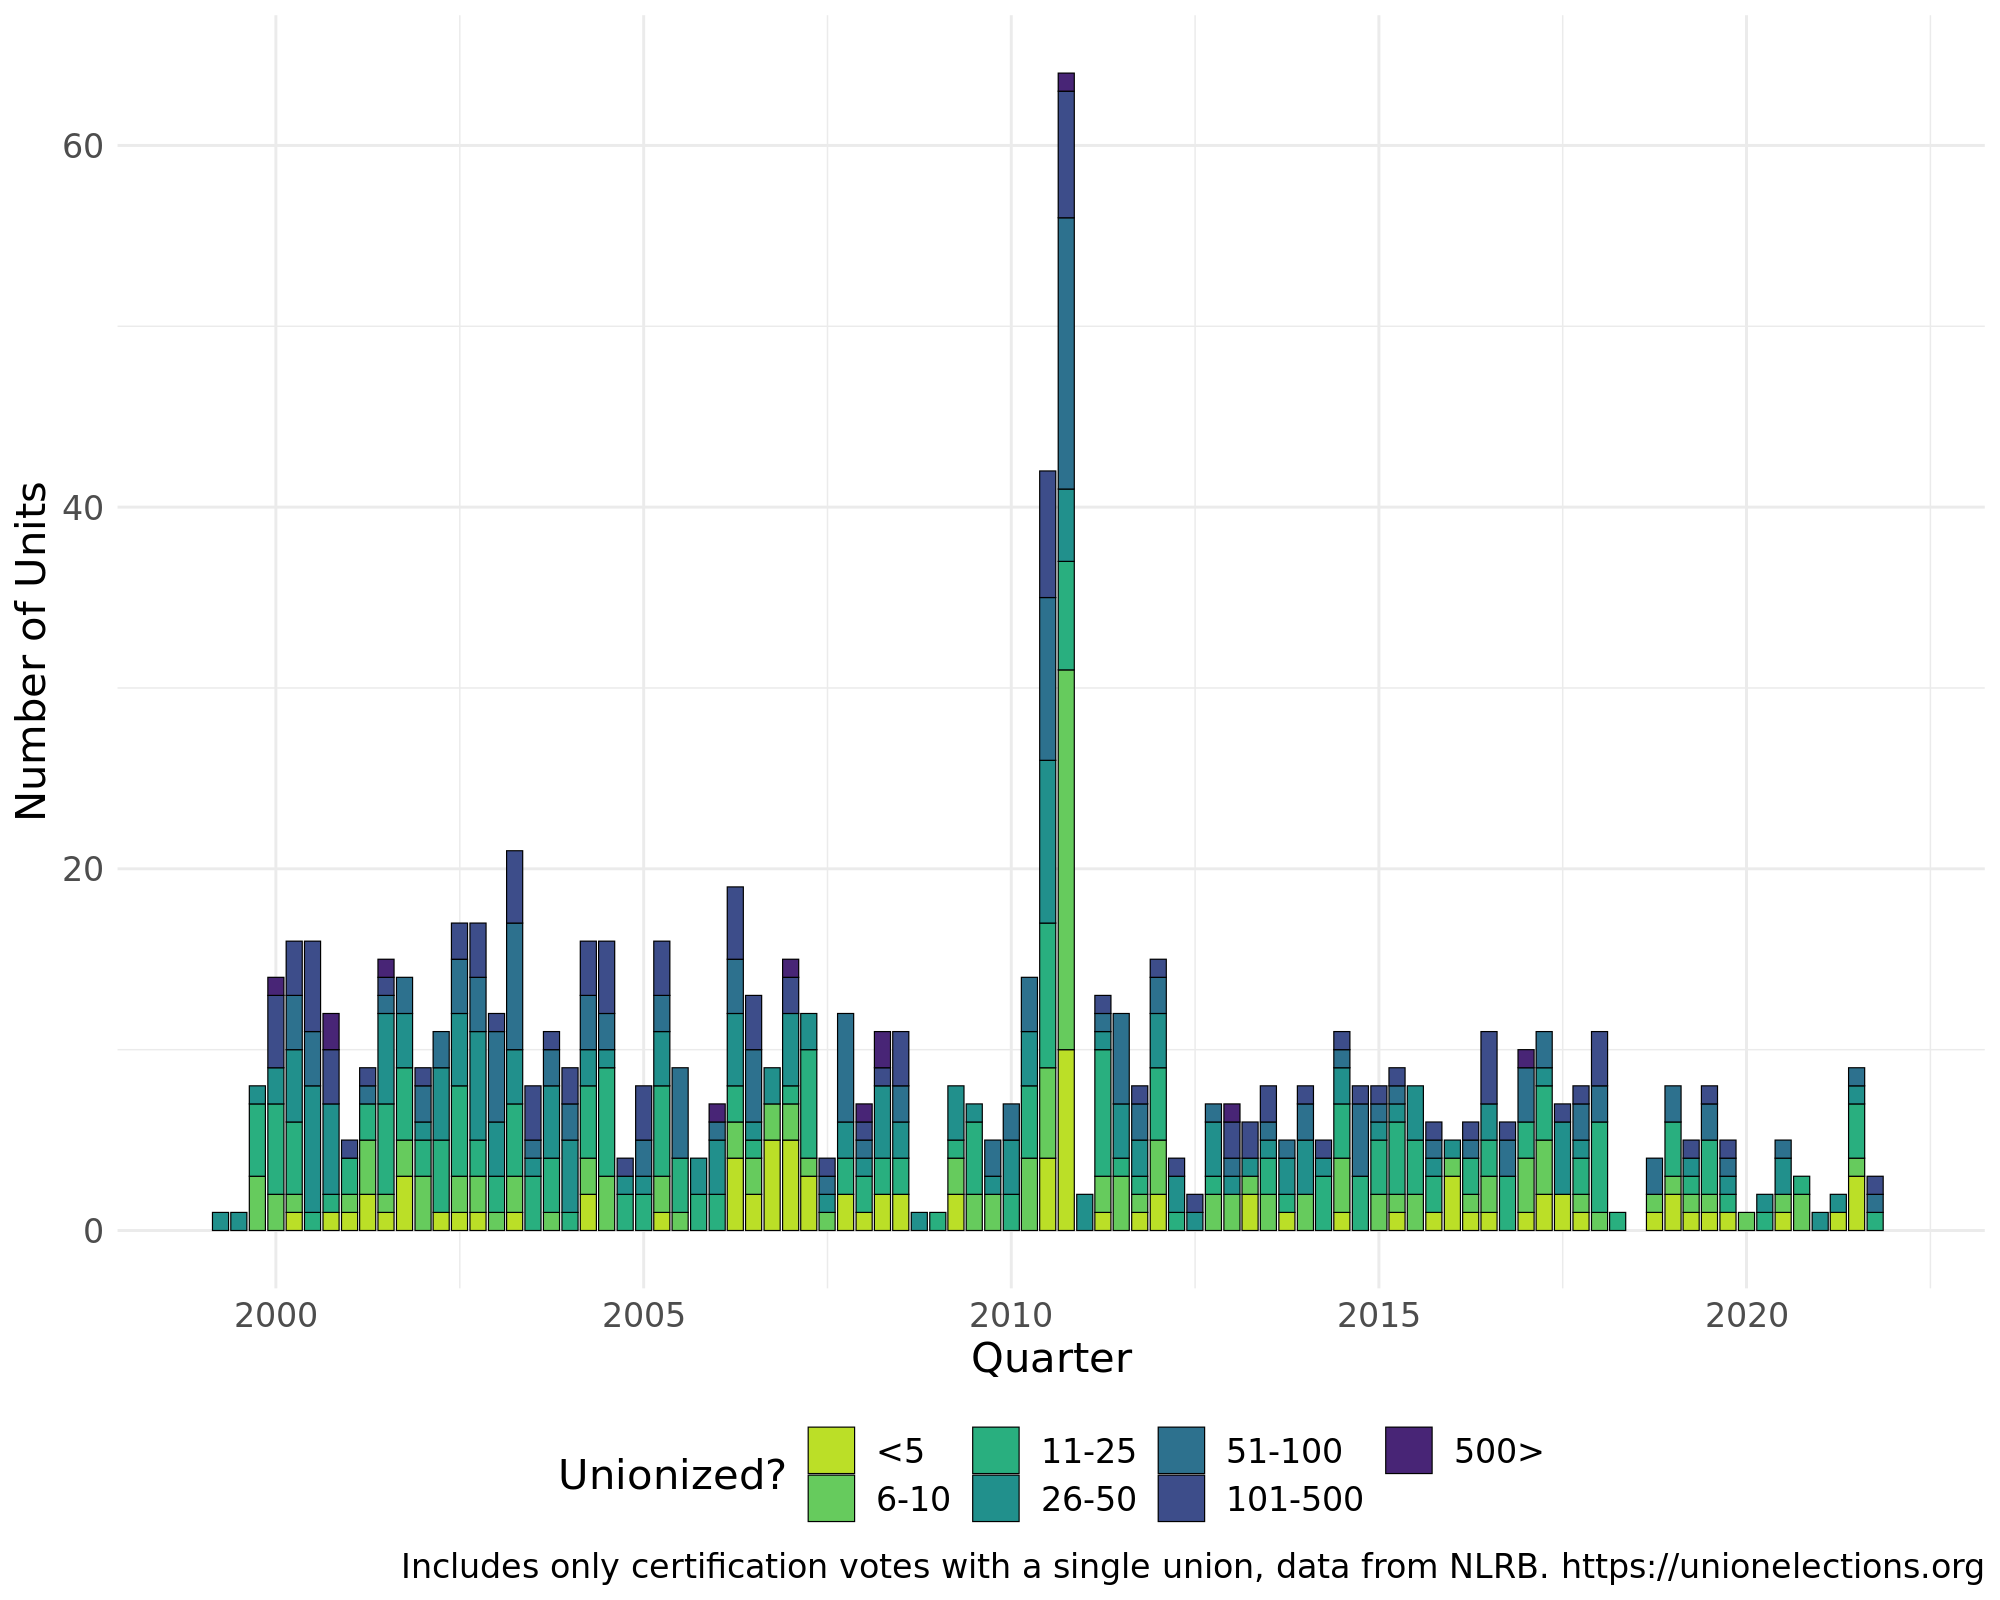 60
40
20
0
Number of Units
2000 2005 2010 2015 2020
Quarter
Unionized?
<5 11-25 51-100 500>
6-10 26-50 101-500
Includes only certification votes with a single union, data from NLRB. https://unionelections.org